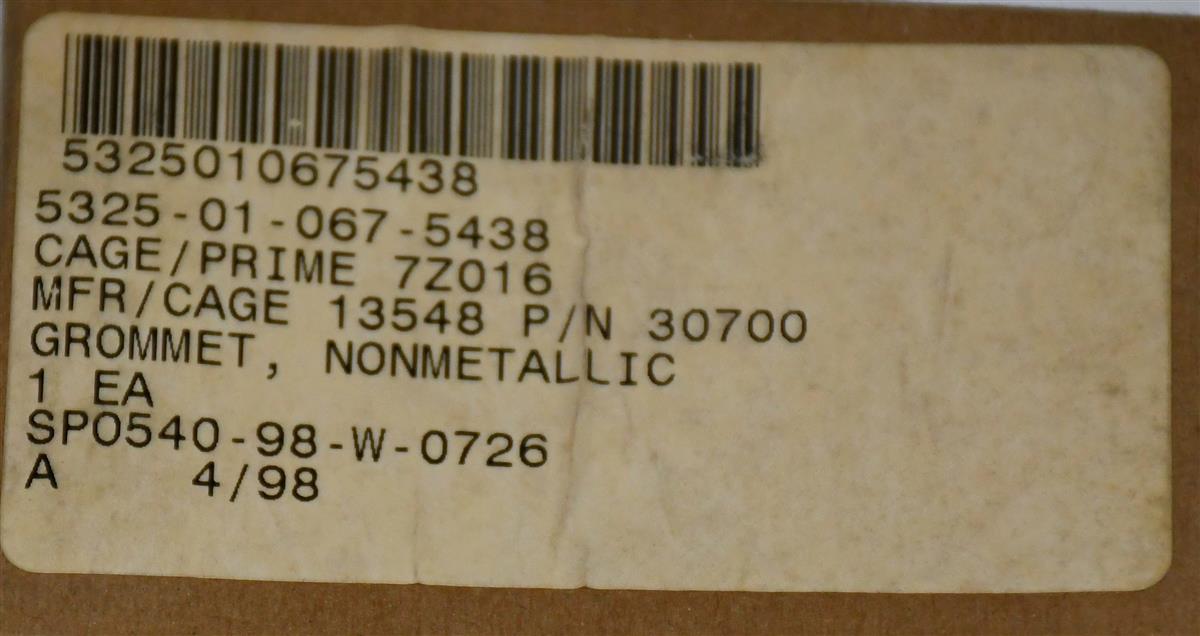 5325010675438
5325-01-067-5438
CAGE/PRIME 7Z016
MFR/CAGE 13548 P/N 30700
GROMMET, NONMETALLIC
1 EA
SPO540-98-W-0726
A 4/98